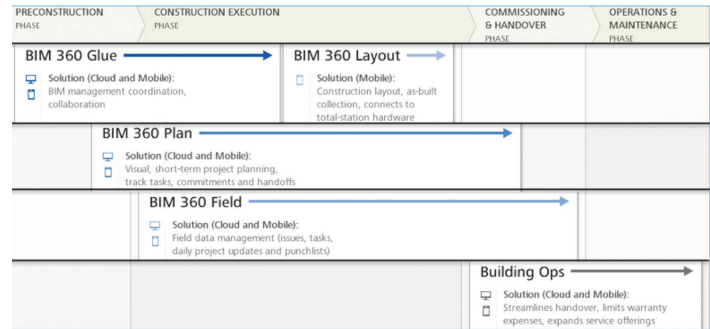 PRECONSTRUCTION
PHASE
CONSTRUCTION EXECUTION
PHASE
COMMISSIONING
& HANDOVER
PHASE
OPERATIONS &
MAINTENANCE
PHASE
BIM 360 Glue
Solution (Cloud and Mobile):
BIM management coordination,
collaboration
BIM 360 Layout
Solution (Mobile):
Construction layout, as-built
collection, connects to
total-station hardware
BIM 360 Plan
Solution (Cloud and Mobile):
Visual, short-term project planning,
track tasks, commitments and handoffs
BIM 360 Field
Solution (Cloud and Mobile):
Field data management (issues, tasks,
daily project updates and punchlists)
Building Ops
Solution (Cloud and Mobile):
Streamlines handover, limits warranty
expenses, expands service offerings